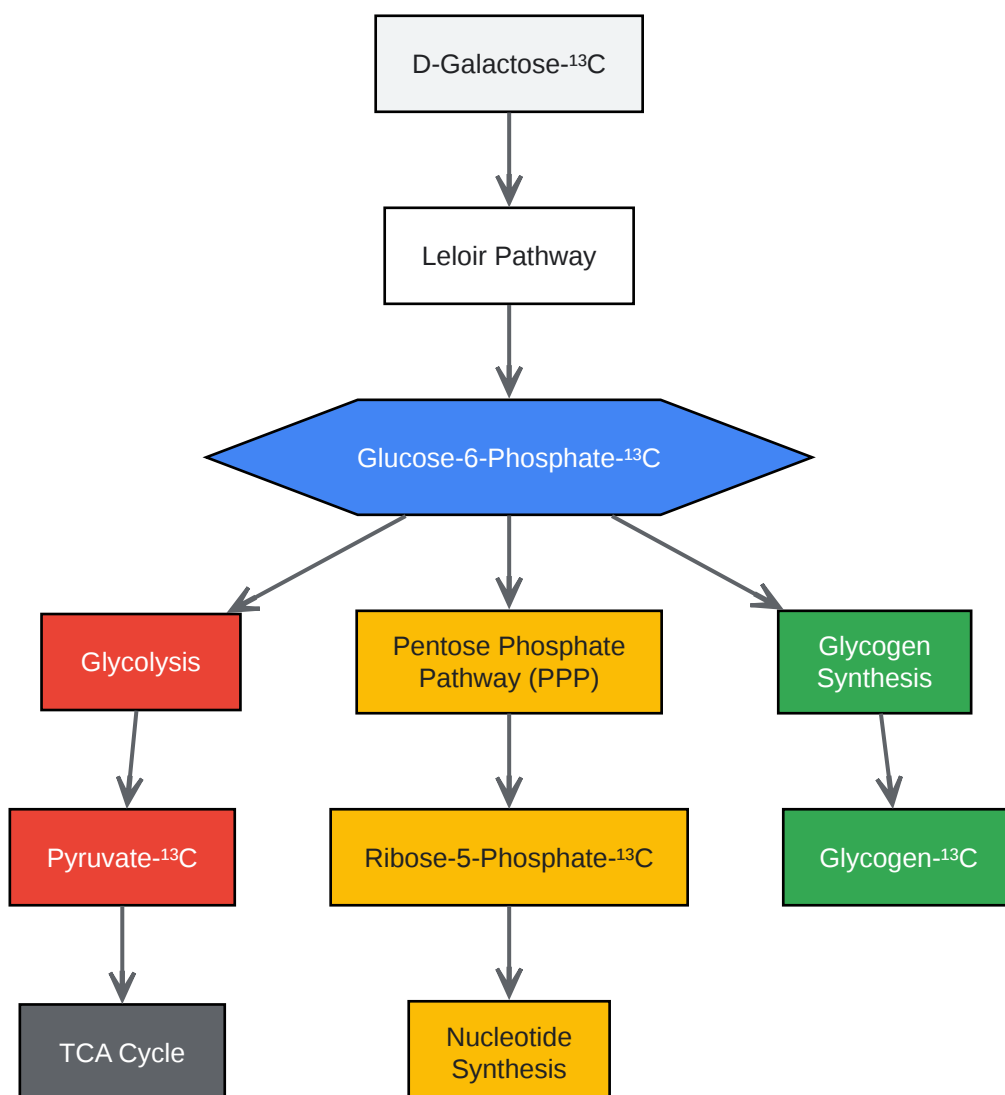 D-Galactose-¹³C
Leloir Pathway
Glucose-6-Phosphate-¹³C
Glycolysis
Pentose Phosphate
Pathway (PPP)
Glycogen
Synthesis
Pyruvate-¹³C
Ribose-5-Phosphate-¹³C
Glycogen-¹³C
TCA Cycle
Nucleotide
Synthesis